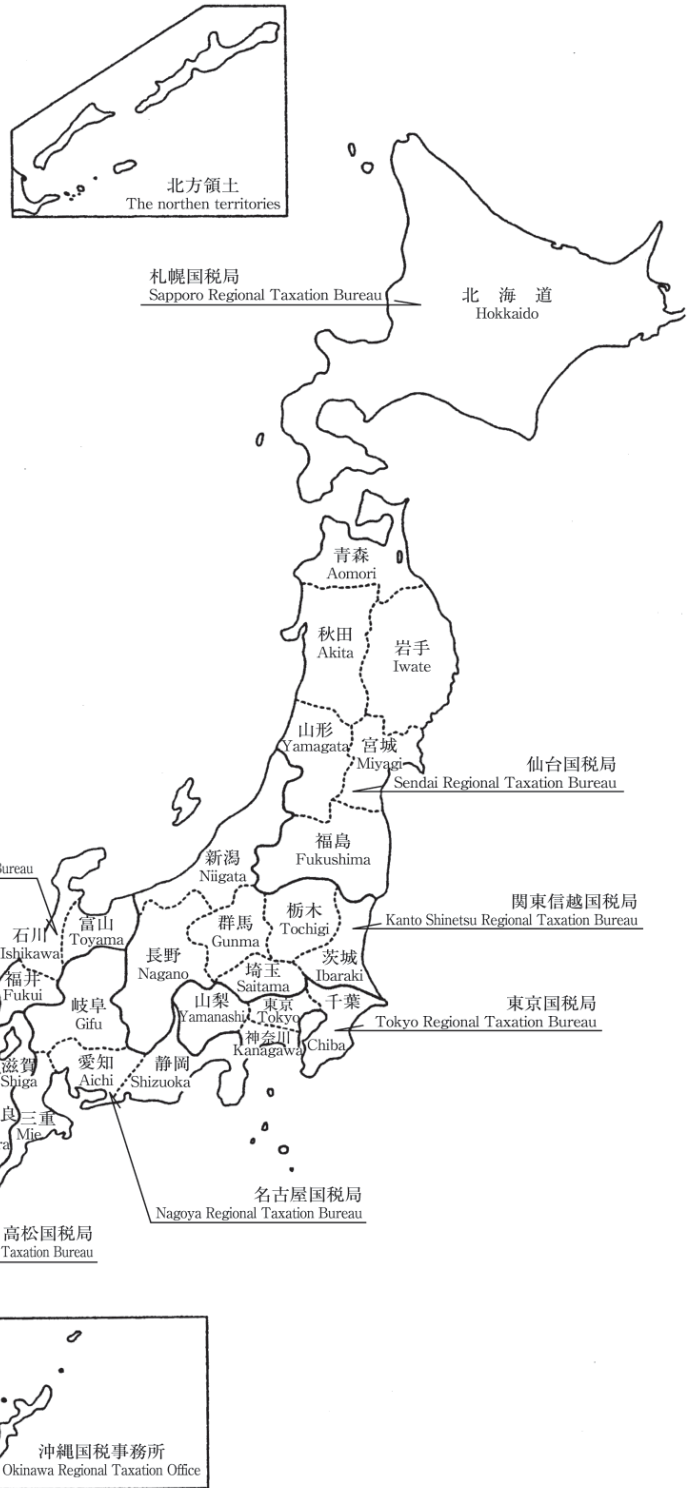 北方領土
The northen territories
札幌国税局
Sapporo Regional Taxation Bureau
北海道
Hokkaido
青森
Aomori
秋田
Akita
岩手
Iwate
山形
Yamagata
宮城
Miyagi
仙台国税局
Sendai Regional Taxation Bureau
福島
Fukushima
新潟
Niigata
Bureau
関東信越国税局
Kanto Shinetsu Regional Taxation Bureau
石川
Ishikawa
富山
Toyama
群馬
Gunma
栃木
Tochigi
長野
Nagano
茨城
Ibaraki
埼玉
Saitama
福井
Fukui
岐阜
Gifu
山梨
Yamanashi
東京
Tokyo
千葉
Chiba
東京国税局
Tokyo Regional Taxation Bureau
神奈川
Kanagawa
滋賀
Shiga
愛知
Aichi
静岡
Shizuoka
良
ra
三重
Mie
名古屋国税局
Nagoya Regional Taxation Bureau
高松国税局
Taxation Bureau
沖縄国税事務所
Okinawa Regional Taxation Office